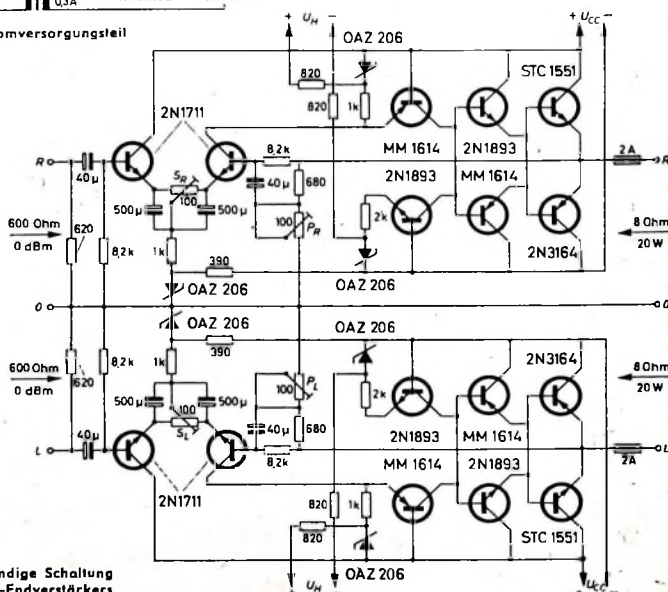 0,3A
omversorgungsteil
+ U_H −
OAZ 206
+ U_CC −
820
820
1k
STC 1551
2N1711
8,2k
MM 1614
2N1893
2A
R
40µ
S_R
100
40µ
680
2N1893
MM 1614
R
500µ
500µ
100
P_R
2k
600 Ohm
0 dBm
620
8,2k
1k
390
2N3164
8 Ohm
20W
OAZ 206
OAZ 206
0
0
OAZ 206
OAZ 206
600 Ohm
0 dBm
620
8,2k
1k
390
2N3164
8 Ohm
20W
500µ
100
500µ
100
P_L
2k
S_L
40µ
40µ
680
2N1893
MM 1614
L
8,2k
MM 1614
2N1893
2A
L
2N1711
820
1k
820
STC 1551
ndige Schaltung
-Endverstärkers
OAZ 206
+ U_H −
+ U_CC −